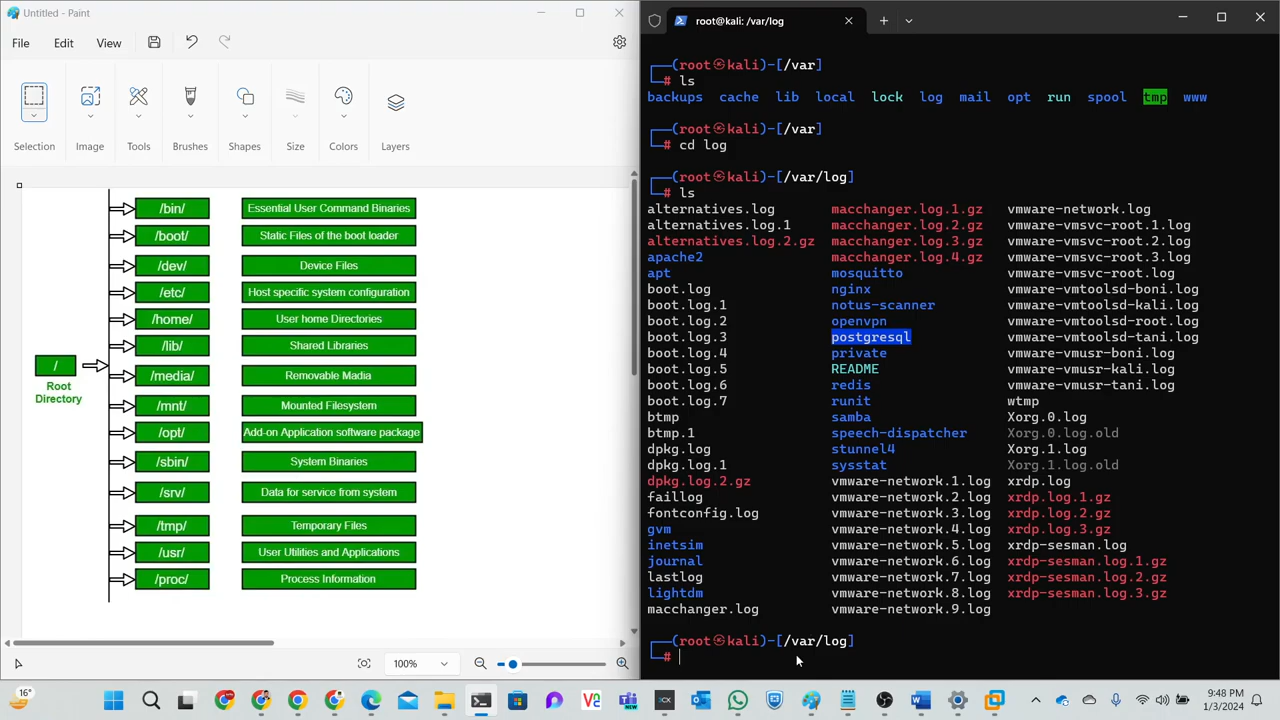 Untitled - Paint
File Edit View
Selection Image Tools Brushes Shapes Size Colors Layers
/bin/ Essential User Command Binaries
/boot/ Static Files of the boot loader
/dev/ Device Files
/etc/ Host specific system configuration
/home/ User home Directories
/lib/ Shared Libraries
/
Root
Directory
/media/ Removable Madia
/mnt/ Mounted Filesystem
/opt/ Add-on Application software package
/sbin/ System Binaries
/srv/ Data for service from system
/tmp/ Temporary Files
/usr/ User Utilities and Applications
/proc/ Process Information
100%
root@kali: /var/log
(root㉿kali)-[/var]
# ls
backups cache lib local lock log mail opt run spool tmp www
(root㉿kali)-[/var]
# cd log
(root㉿kali)-[/var/log]
# ls
alternatives.log macchanger.log.1.gz vmware-network.log
alternatives.log.1 macchanger.log.2.gz vmware-vmsvc-root.1.log
alternatives.log.2.gz macchanger.log.3.gz vmware-vmsvc-root.2.log
apache2 macchanger.log.4.gz vmware-vmsvc-root.3.log
apt mosquitto vmware-vmsvc-root.log
boot.log nginx vmware-vmtoolsd-boni.log
boot.log.1 notus-scanner vmware-vmtoolsd-kali.log
boot.log.2 openvpn vmware-vmtoolsd-root.log
boot.log.3 postgresql vmware-vmtoolsd-tani.log
boot.log.4 private vmware-vmusr-boni.log
boot.log.5 README vmware-vmusr-kali.log
boot.log.6 redis vmware-vmusr-tani.log
boot.log.7 runit wtmp
btmp samba Xorg.0.log
btmp.1 speech-dispatcher Xorg.0.log.old
dpkg.log stunnel4 Xorg.1.log
dpkg.log.1 sysstat Xorg.1.log.old
dpkg.log.2.gz vmware-network.1.log xrdp.log
faillog vmware-network.2.log xrdp.log.1.gz
fontconfig.log vmware-network.3.log xrdp.log.2.gz
gvm vmware-network.4.log xrdp.log.3.gz
inetsim vmware-network.5.log xrdp-sesman.log
journal vmware-network.6.log xrdp-sesman.log.1.gz
lastlog vmware-network.7.log xrdp-sesman.log.2.gz
lightdm vmware-network.8.log xrdp-sesman.log.3.gz
macchanger.log vmware-network.9.log
(root㉿kali)-[/var/log]
#
16°
NEW
9:48 PM
1/3/2024